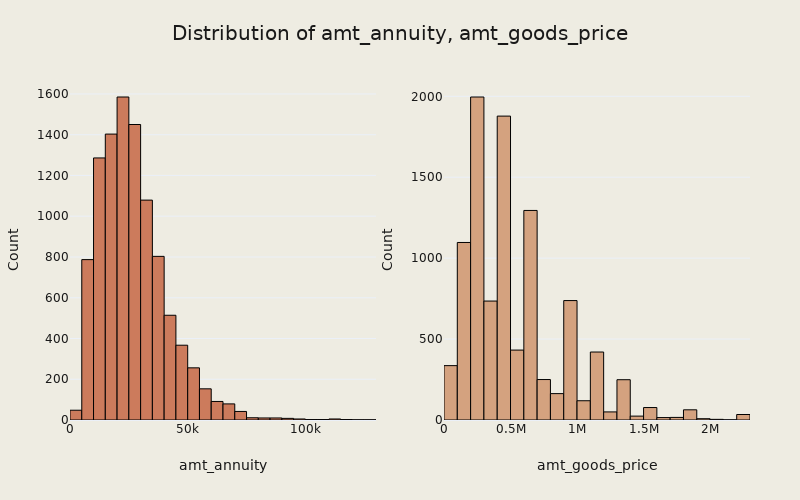 Distribution of amt_annuity, amt_goods_price
1600
1400
1200
1000
800
600
400
200
0
Count
0 50k 100k
amt_annuity
2000
1500
1000
500
0
Count
0 0.5M 1M 1.5M 2M
amt_goods_price